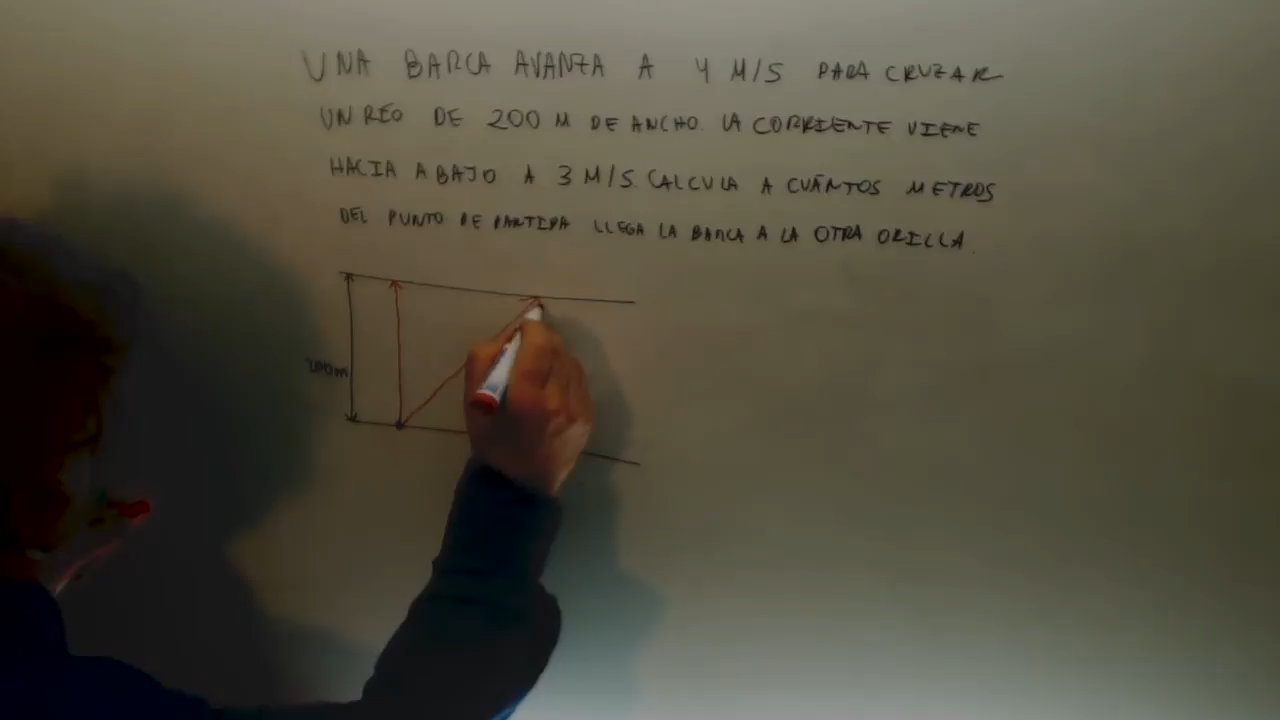 UNA BARCA AVANZA A 4 M/S PARA CRUZAR
UN RÍO DE 200 M DE ANCHO. LA CORRIENTE VIENE
HACIA ABAJO A 3 M/S. CALCULA A CUÁNTOS METROS
DEL PUNTO DE PARTIDA LLEGA LA BARCA A LA OTRA ORILLA.
200m